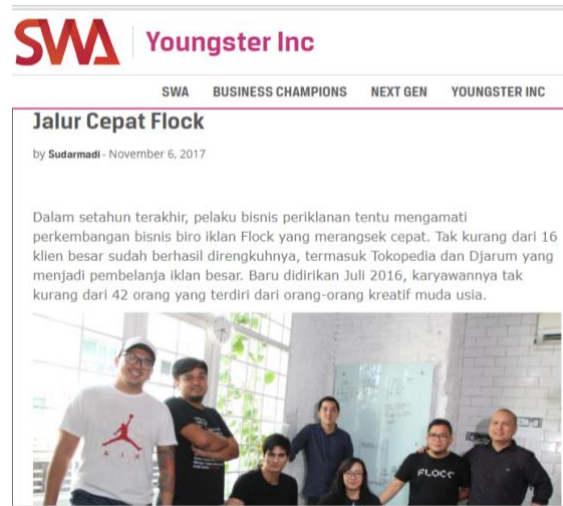 SWA Youngster Inc
SWA BUSINESS CHAMPIONS NEXT GEN YOUNGSTER INC
Jalur Cepat Flock
by Sudarmadi - November 6, 2017
Dalam setahun terakhir, pelaku bisnis periklanan tentu mengamati
perkembangan bisnis biro iklan Flock yang merangsek cepat. Tak kurang dari 16
klien besar sudah berhasil direngkuhnya, termasuk Tokopedia dan Djarum yang
menjadi pembelanja iklan besar. Baru didirikan Juli 2016, karyawannya tak
kurang dari 42 orang yang terdiri dari orang-orang kreatif muda usia.
AIR
FLOCK